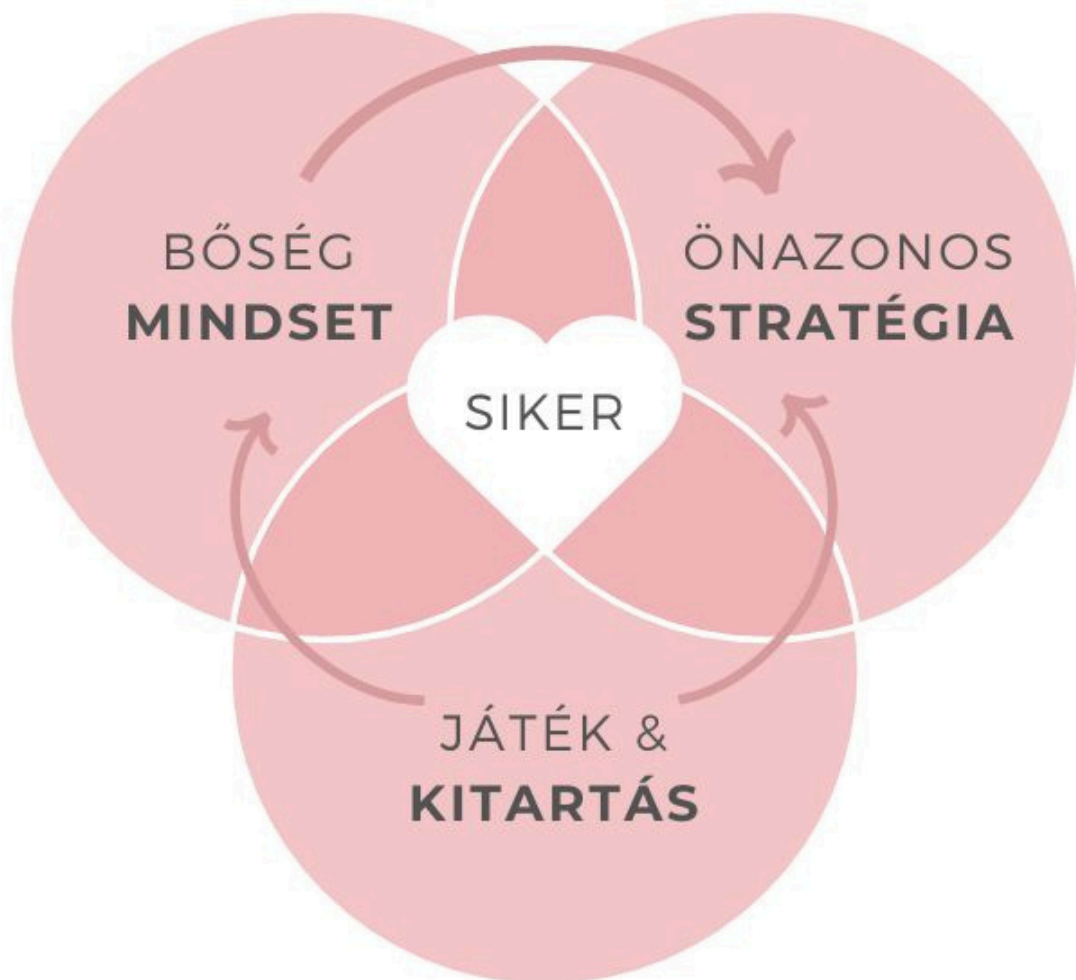 BŐSÉG
MINDSET
ÖNAZONOS
STRATÉGIA
SIKER
JÁTÉK &
KITARTÁS